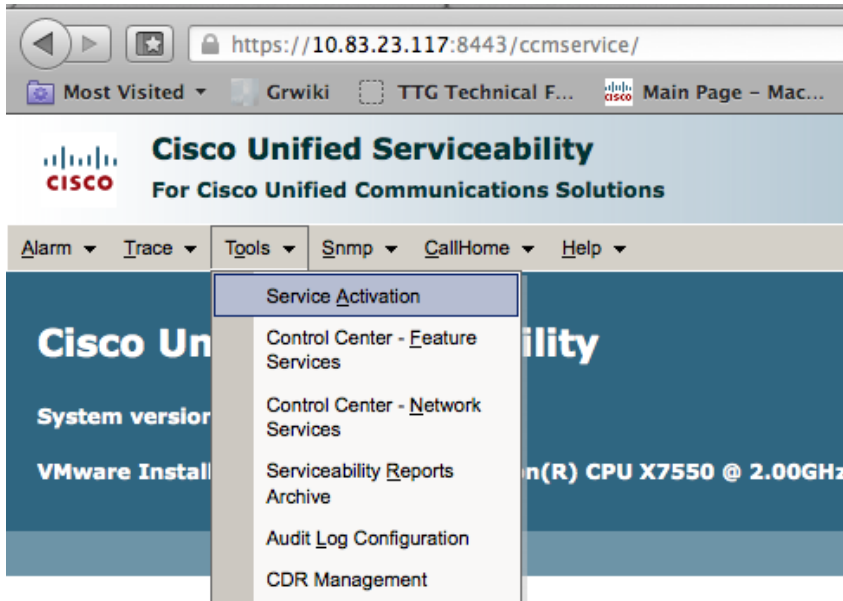 https://10.83.23.117:8443/ccmservice/
Most Visited Grwiki TTG Technical F... Main Page – Mac...
CISCO
Cisco Unified Serviceability
For Cisco Unified Communications Solutions
Alarm Trace Tools Snmp CallHome Help
Service Activation
Control Center - Feature
Services
Control Center - Network
Services
Serviceability Reports
Archive
Audit Log Configuration
CDR Management
Cisco Un ility
System version
VMware Install n(R) CPU X7550 @ 2.00GHz